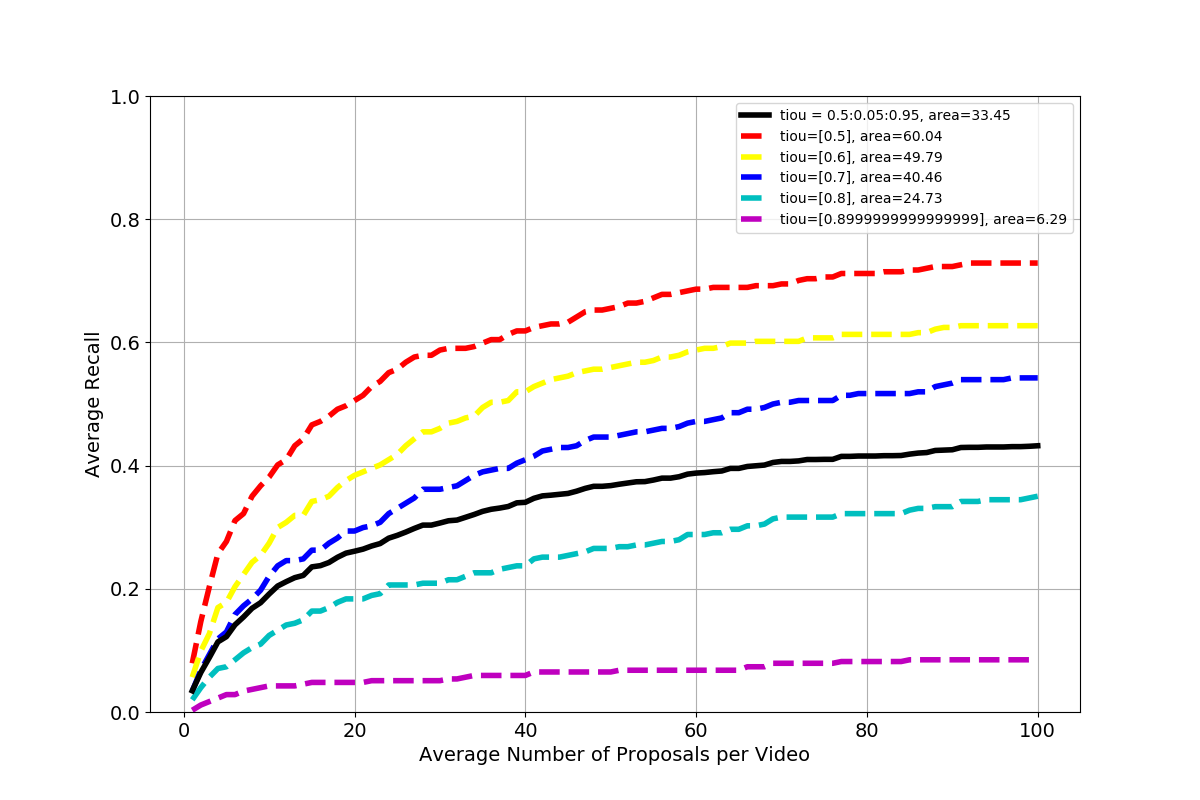 1.0
0.8
0.6
0.4
0.2
0.0
Average Recall
tiou = 0.5:0.05:0.95, area=33.45
tiou=[0.5], area=60.04
tiou=[0.6], area=49.79
tiou=[0.7], area=40.46
tiou=[0.8], area=24.73
tiou=[0.8999999999999999], area=6.29
0 20 40 60 80 100
Average Number of Proposals per Video